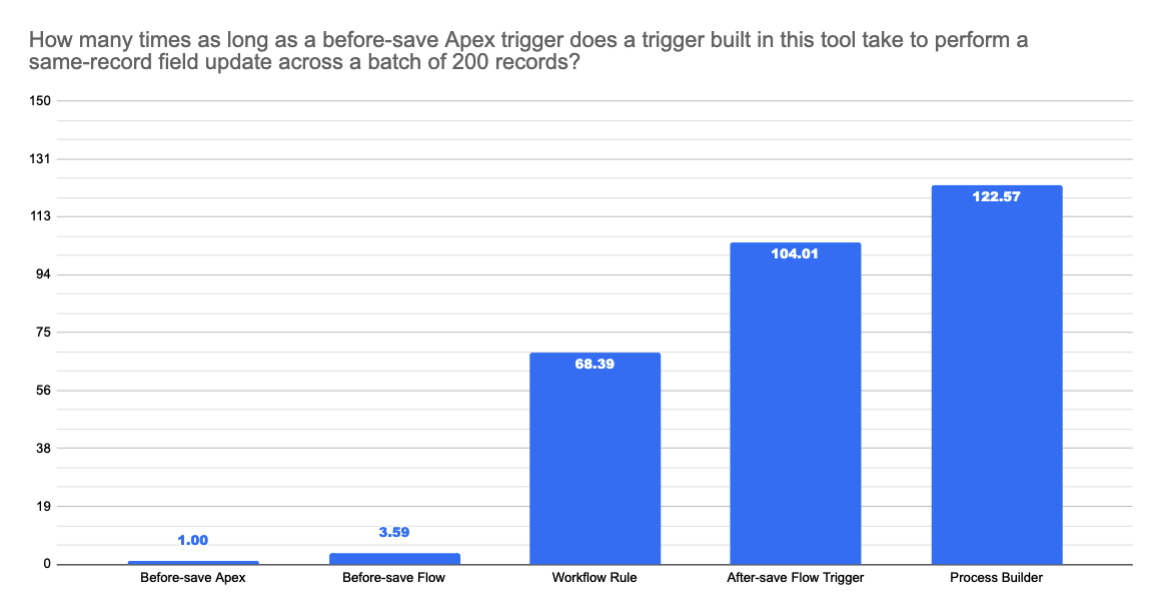 How many times as long as a before-save Apex trigger does a trigger built in this tool take to perform a
same-record field update across a batch of 200 records?
150
131
113
94
75
56
38
19
0
1.00
3.59
68.39
104.01
122.57
Before-save Apex
Before-save Flow
Workflow Rule
After-save Flow Trigger
Process Builder